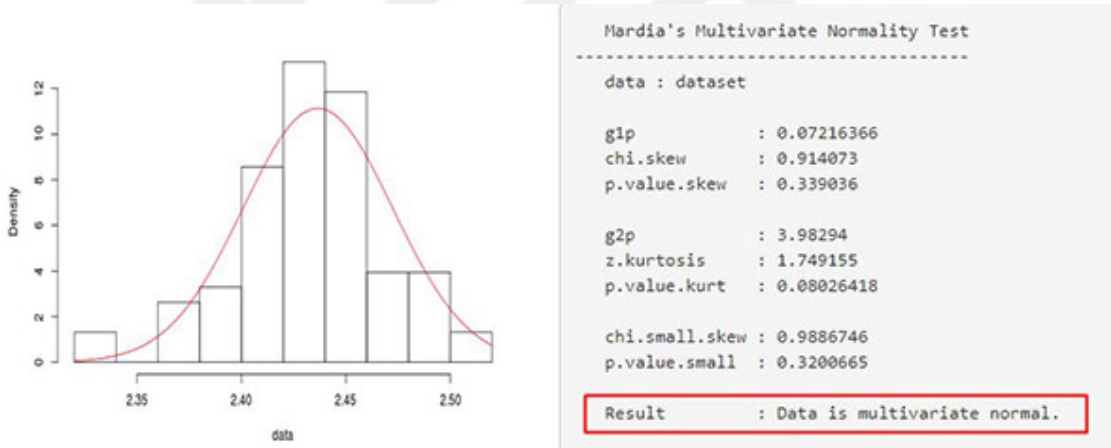 Density
0 2 4 6 8 10 12
2.35 2.40 2.45 2.50
data
Mardia's Multivariate Normality Test
---------------------------------------
data : dataset
g1p : 0.07216366
chi.skew : 0.914073
p.value.skew : 0.339036
g2p : 3.98294
z.kurtosis : 1.749155
p.value.kurt : 0.08026418
chi.small.skew : 0.9886746
p.value.small : 0.3200665
Result : Data is multivariate normal.